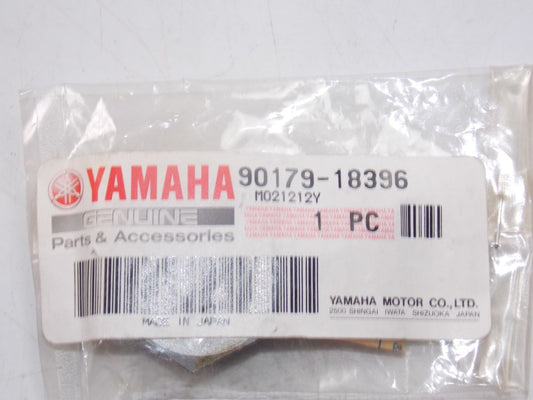 YAMAHA 90179-18396
M021212Y
GENUINE
1 PC
Parts & Accessories
MADE IN JAPAN
YAMAHA MOTOR CO.,LTD.
2500 SHINGAI IWATA SHIZUOKA JAPAN